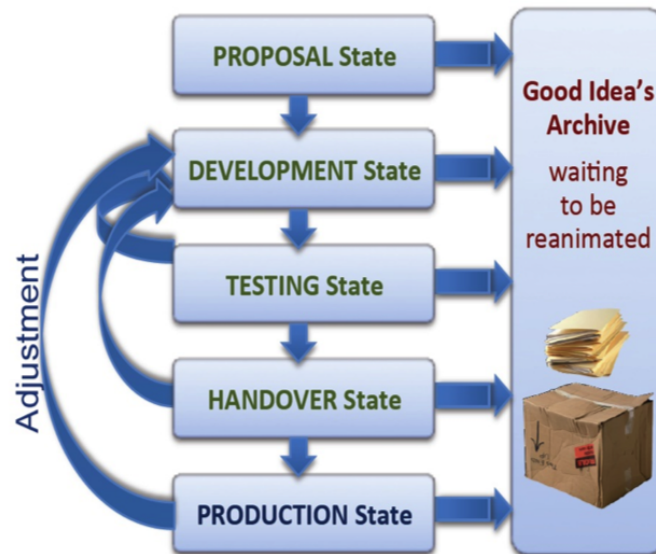 PROPOSAL State
Good Idea's
Archive
waiting
to be
reanimated
DEVELOPMENT State
TESTING State
HANDOVER State
PRODUCTION State
Adjustment